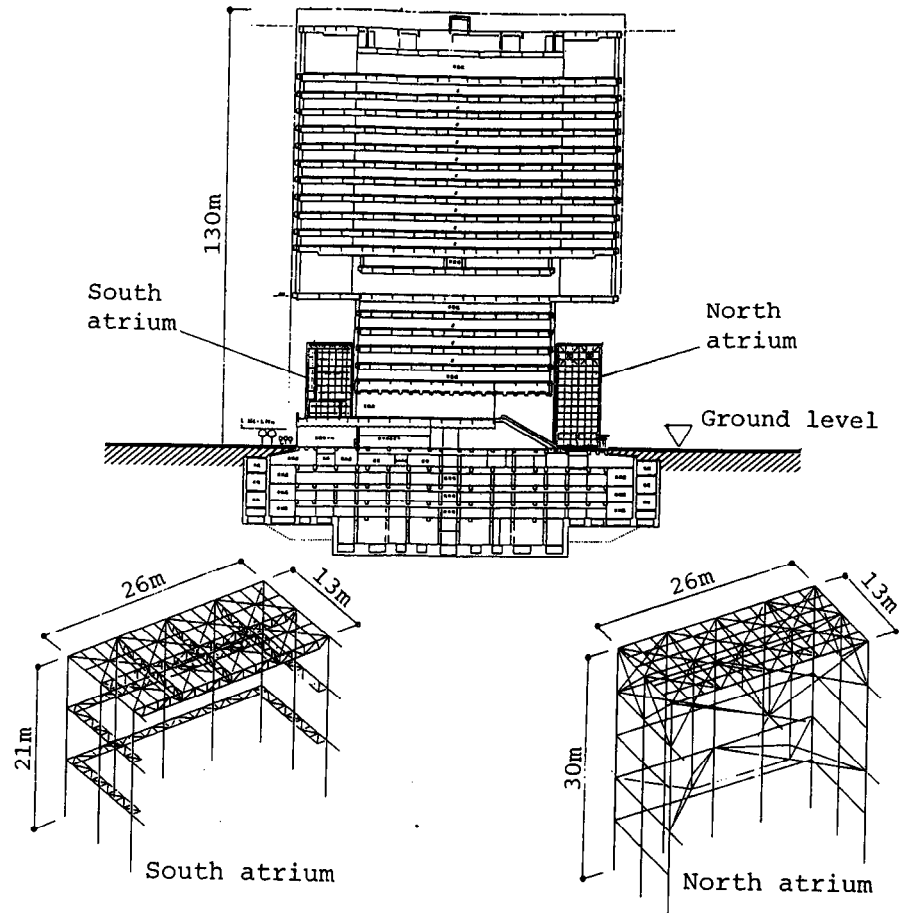 130m
South
atrium
North
atrium
Ground level
26m
13m
21m
South atrium
26m
13m
30m
North atrium